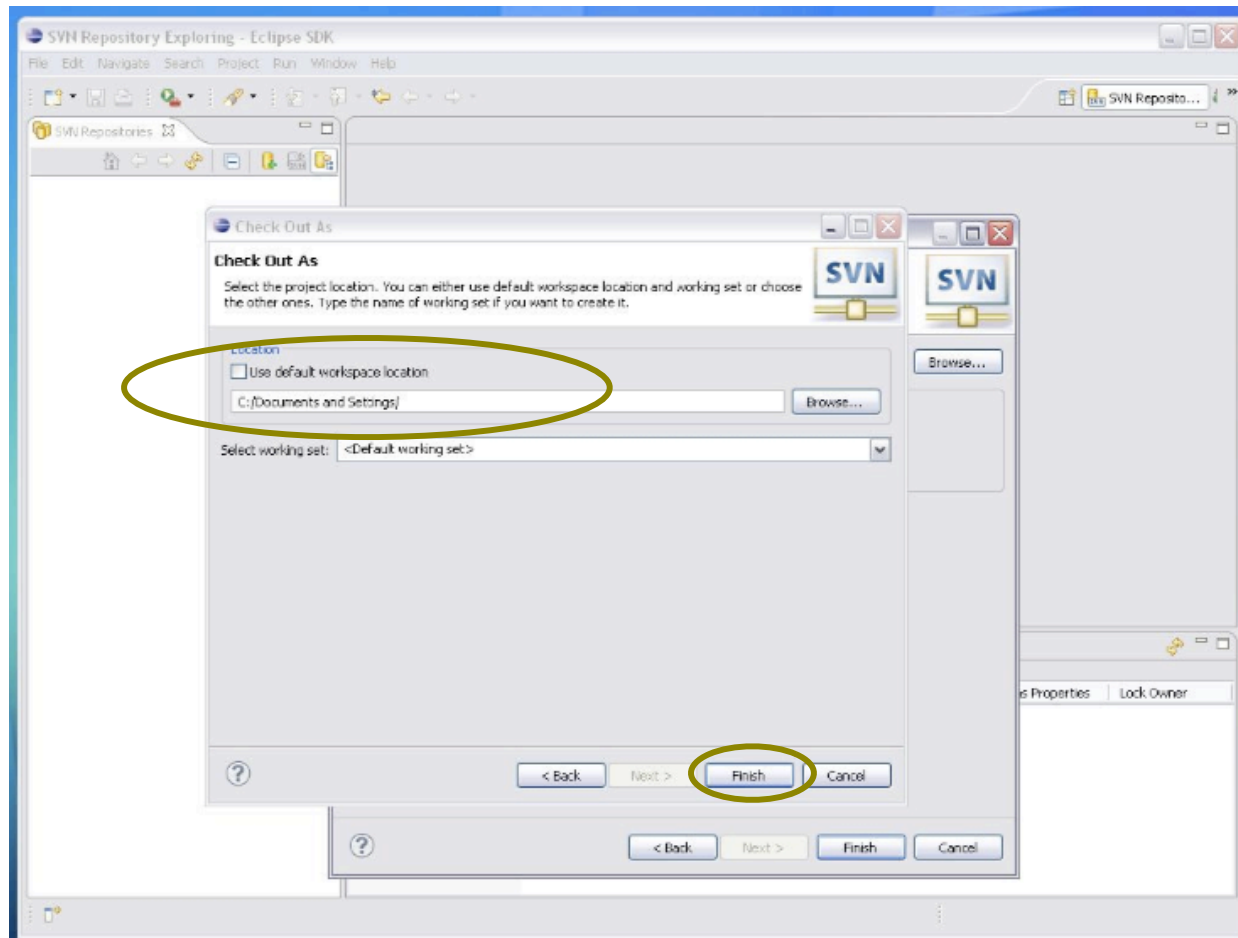 SVN Repository Exploring - Eclipse SDK
File Edit Navigate Search Project Run Window Help
SVN Reposito...
SVN Repositories
Check Out As
Check Out As
Select the project location. You can either use default workspace location and working set or choose
the other ones. Type the name of working set if you want to create it.
SVN
SVN
Location
Use default workspace location
C:/Documents and Settings/
Browse...
Browse...
Select working set: <Default working set>
s Properties Lock Owner
< Back Next > Finish Cancel
< Back Next > Finish Cancel